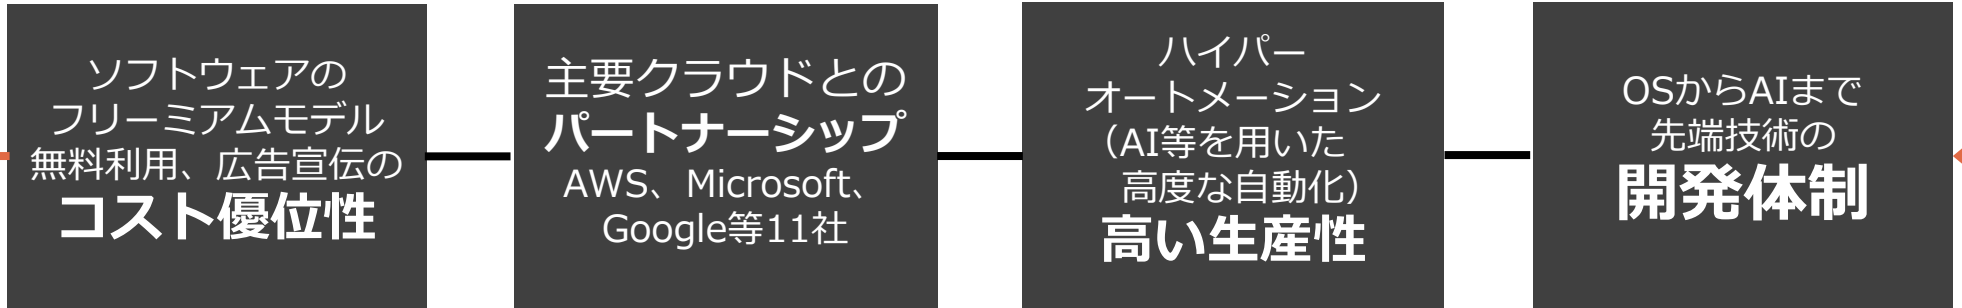 ソフトウェアの
フリーミアムモデル
無料利用、広告宣伝の
コスト優位性
主要クラウドとの
パートナーシップ
AWS、Microsoft、
Google等11社
ハイパー
オートメーション
（AI等を用いた
高度な自動化）
高い生産性
OSからAIまで
先端技術の
開発体制